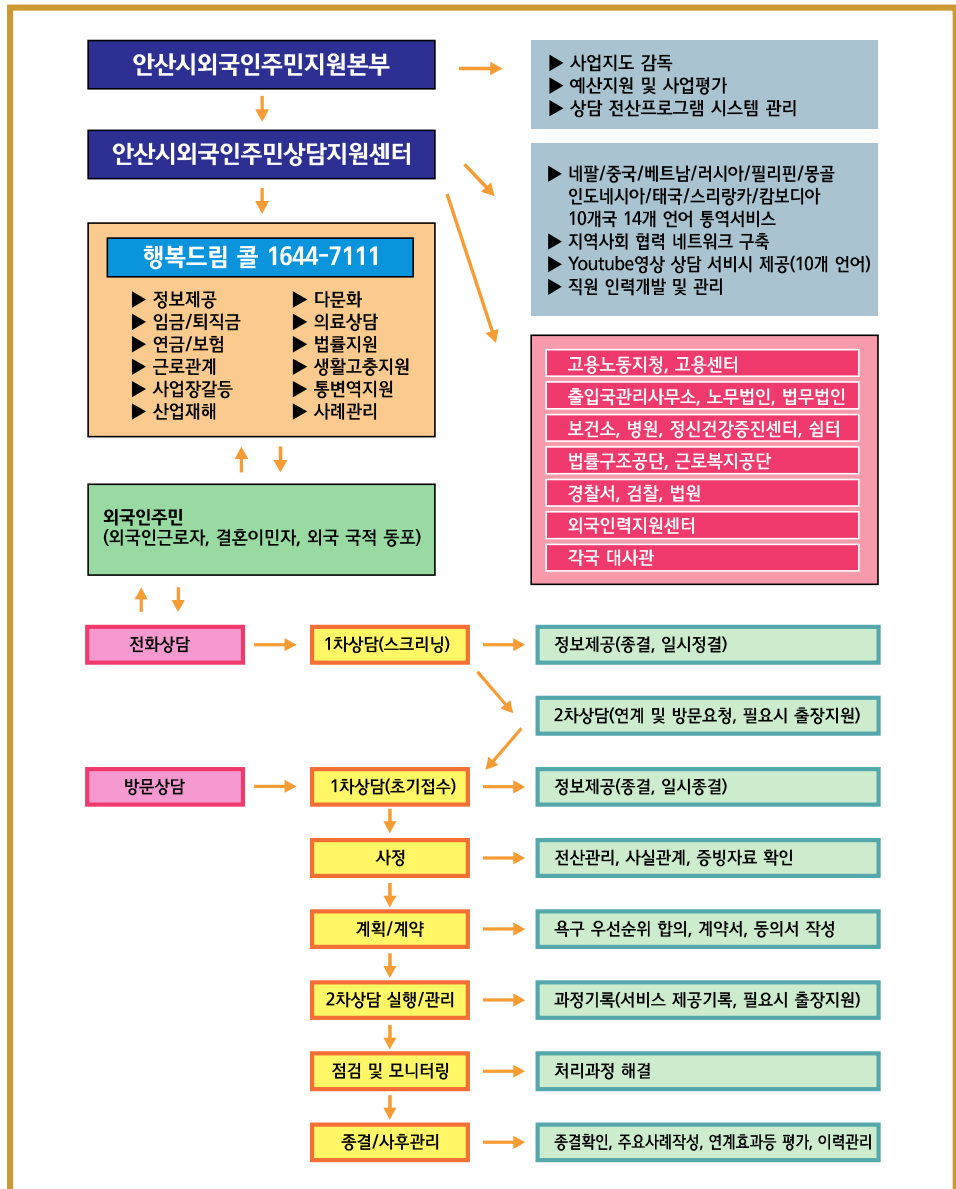 안산시외국인주민지원본부
▶ 사업지도 감독
▶ 예산지원 및 사업평가
▶ 상담 전산프로그램 시스템 관리
안산시외국인주민상담지원센터
▶ 네팔/중국/베트남/러시아/필리핀/몽골
인도네시아/태국/스리랑카/캄보디아
10개국 14개 언어 통역서비스
▶ 지역사회 협력 네트워크 구축
▶ Youtube영상 상담 서비시 제공(10개 언어)
▶ 직원 인력개발 및 관리
행복드림 콜 1644-7111
▶ 정보제공
▶ 임금/퇴직금
▶ 연금/보험
▶ 근로관계
▶ 사업장갈등
▶ 산업재해
▶ 다문화
▶ 의료상담
▶ 법률지원
▶ 생활고충지원
▶ 통변역지원
▶ 사례관리
고용노동지청, 고용센터
출입국관리사무소, 노무법인, 법무법인
보건소, 병원, 정신건강증진센터, 쉼터
법률구조공단, 근로복지공단
경찰서, 검찰, 법원
외국인력지원센터
각국 대사관
외국인주민
(외국인근로자, 결혼이민자, 외국 국적 동포)
전화상담
1차상담(스크리닝)
정보제공(종결, 일시정결)
2차상담(연계 및 방문요청, 필요시 출장지원)
방문상담
1차상담(초기접수)
정보제공(종결, 일시종결)
사정
전산관리, 사실관계, 증빙자료 확인
계획/계약
욕구 우선순위 합의, 계약서, 동의서 작성
2차상담 실행/관리
과정기록(서비스 제공기록, 필요시 출장지원)
점검 및 모니터링
처리과정 해결
종결/사후관리
종결확인, 주요사례작성, 연계효과등 평가, 이력관리